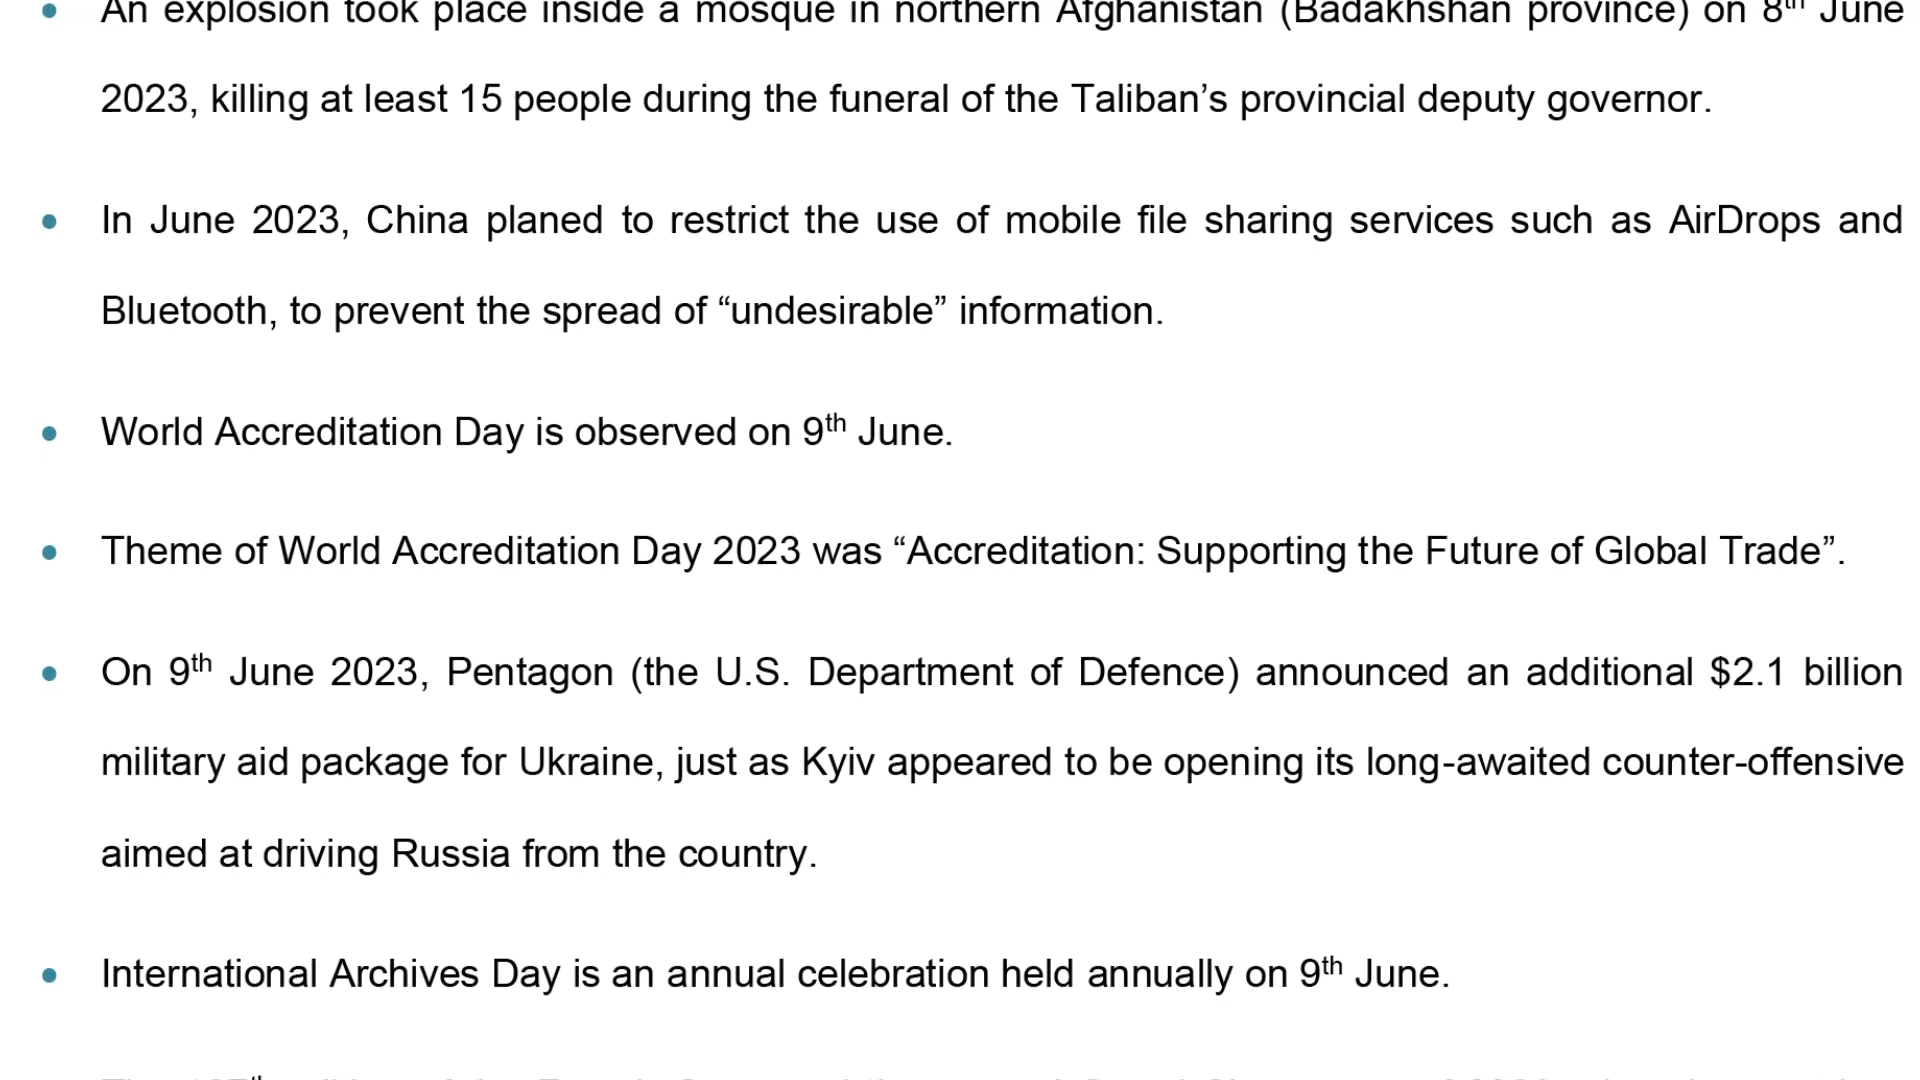 • An explosion took place inside a mosque in northern Afghanistan (Badakhshan province) on 8th June
2023, killing at least 15 people during the funeral of the Taliban’s provincial deputy governor.
• In June 2023, China planed to restrict the use of mobile file sharing services such as AirDrops and
Bluetooth, to prevent the spread of “undesirable” information.
• World Accreditation Day is observed on 9th June.
• Theme of World Accreditation Day 2023 was “Accreditation: Supporting the Future of Global Trade”.
• On 9th June 2023, Pentagon (the U.S. Department of Defence) announced an additional $2.1 billion
military aid package for Ukraine, just as Kyiv appeared to be opening its long-awaited counter-offensive
aimed at driving Russia from the country.
• International Archives Day is an annual celebration held annually on 9th June.